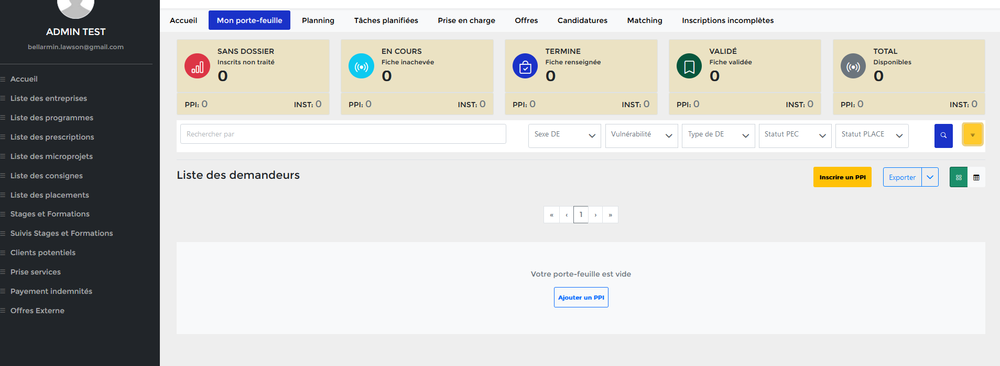 ADMIN TEST
bellarmin.lawson@gmail.com
Accueil
Liste des entreprises
Liste des programmes
Liste des prescriptions
Liste des microprojets
Liste des consignes
Liste des placements
Stages et Formations
Suivis Stages et Formations
Clients potentiels
Prise services
Payement indemnités
Offres Externe
Accueil Mon porte-feuille Planning Tâches planifiées Prise en charge Offres Candidatures Matching Inscriptions incomplètes
SANS DOSSIER
Inscrits non traité
0
PPI: 0 INST: 0
EN COURS
Fiche inachevée
0
PPI: 0 INST: 0
TERMINE
Fiche renseignée
0
PPI: 0 INST: 0
VALIDÉ
Fiche validée
0
PPI: 0 INST: 0
TOTAL
Disponibles
0
PPI: 0 INST: 0
Rechercher par Sexe DE Vulnérabilité Type de DE Statut PEC Statut PLACE
Liste des demandeurs Inscrire un PPI Exporter
« ‹ 1 › »
Votre porte-feuille est vide
Ajouter un PPI